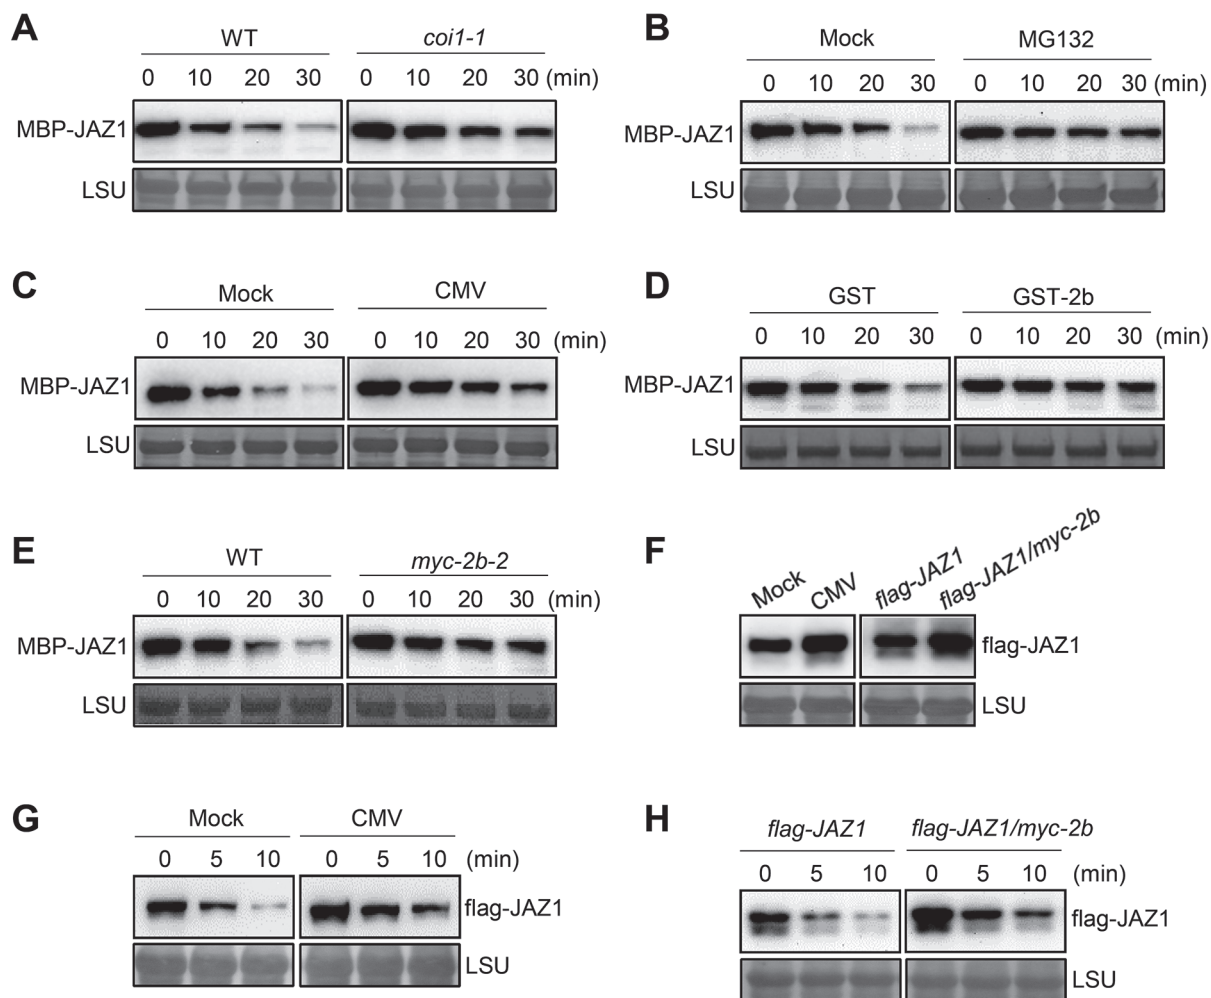 A
WT coi1-1
0 10 20 30 0 10 20 30 (min)
MBP-JAZ1
LSU
B
Mock MG132
0 10 20 30 0 10 20 30 (min)
MBP-JAZ1
LSU
C
Mock CMV
0 10 20 30 0 10 20 30 (min)
MBP-JAZ1
LSU
D
GST GST-2b
0 10 20 30 0 10 20 30 (min)
MBP-JAZ1
LSU
E
WT myc-2b-2
0 10 20 30 0 10 20 30 (min)
MBP-JAZ1
LSU
F
Mock CMV flag-JAZ1 flag-JAZ1/myc-2b
flag-JAZ1
LSU
G
Mock CMV
0 5 10 0 5 10 (min)
flag-JAZ1
LSU
H
flag-JAZ1 flag-JAZ1/myc-2b
0 5 10 0 5 10 (min)
flag-JAZ1
LSU